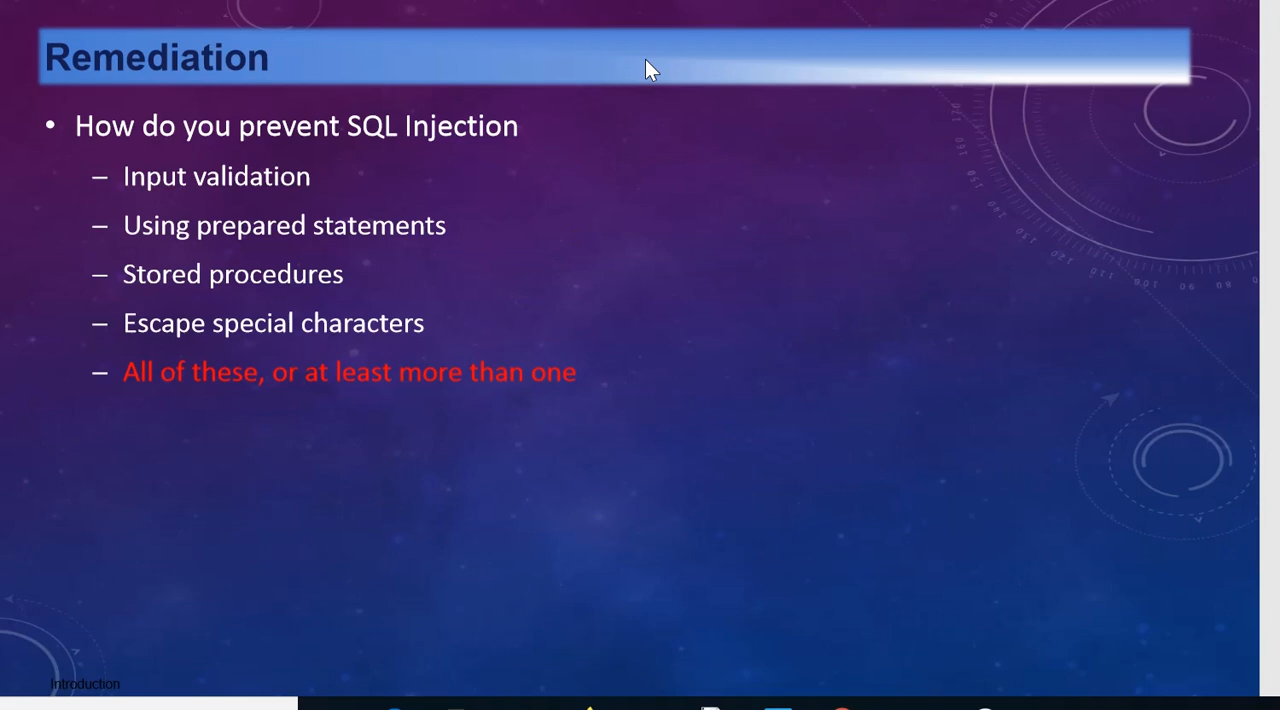 Remediation
• How do you prevent SQL Injection
– Input validation
– Using prepared statements
– Stored procedures
– Escape special characters
– All of these, or at least more than one
Introduction